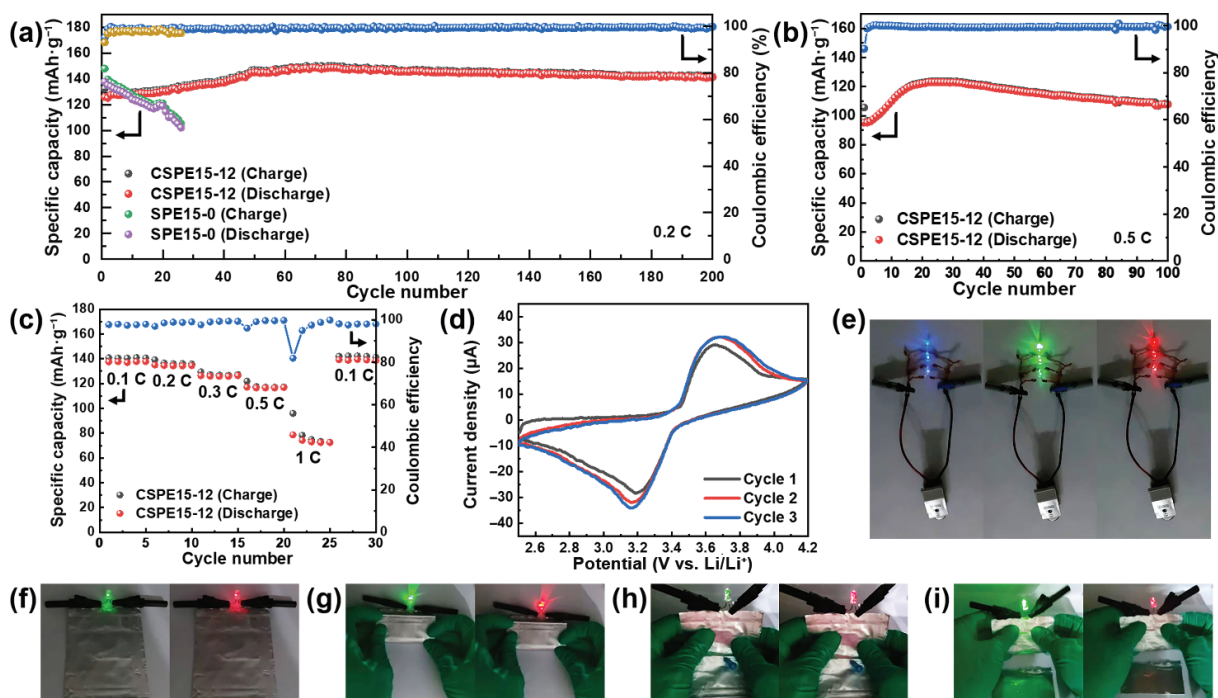 (a)
Specific capacity (mAh·g⁻¹)
180
160
140
120
100
80
60
40
20
0
CSPE15-12 (Charge)
CSPE15-12 (Discharge)
SPE15-0 (Charge)
SPE15-0 (Discharge)
0.2 C
0 20 40 60 80 100 120 140 160 180 200
Cycle number
100
80
60
40
20
0
Coulombic efficiency (%)
(b)
Specific capacity (mAh·g⁻¹)
160
140
120
100
80
60
40
20
0
CSPE15-12 (Charge)
CSPE15-12 (Discharge)
0.5 C
0 10 20 30 40 50 60 70 80 90 100
Cycle number
100
80
60
40
20
0
Coulombic efficiency
(c)
Specific capacity (mAh·g⁻¹)
180
160
140
120
100
80
60
40
20
0
0.1 C
0.2 C
0.3 C
0.5 C
1 C
0.1 C
CSPE15-12 (Charge)
CSPE15-12 (Discharge)
0 5 10 15 20 25 30
Cycle number
100
80
60
40
20
0
Coulombic efficiency
(d)
Current density (μA)
40
30
20
10
0
−10
−20
−30
−40
Cycle 1
Cycle 2
Cycle 3
2.6 2.8 3.0 3.2 3.4 3.6 3.8 4.0 4.2
Potential (V vs. Li/Li⁺)
(e)
(f)
(g)
(h)
(i)